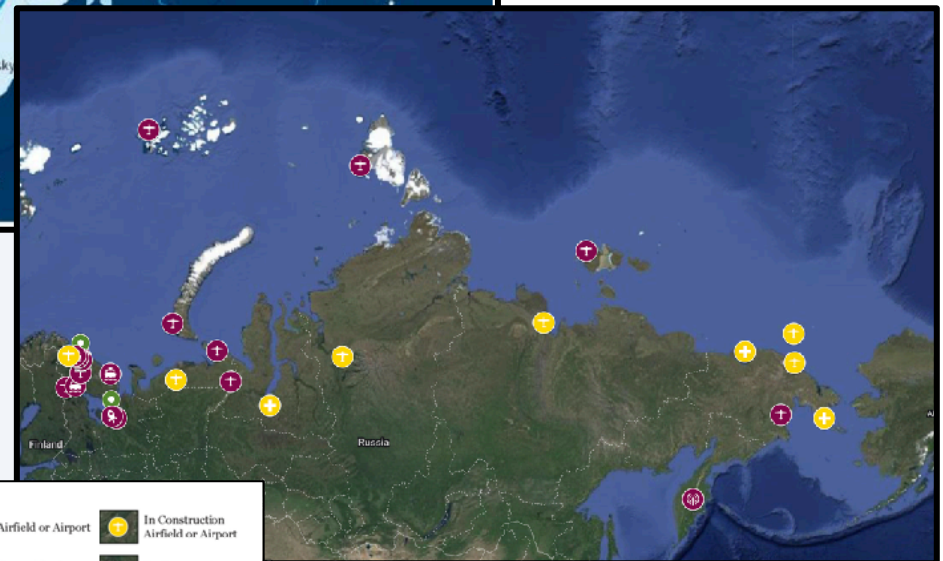 Finland
Russia
Airfield or Airport
In Construction
Airfield or Airport